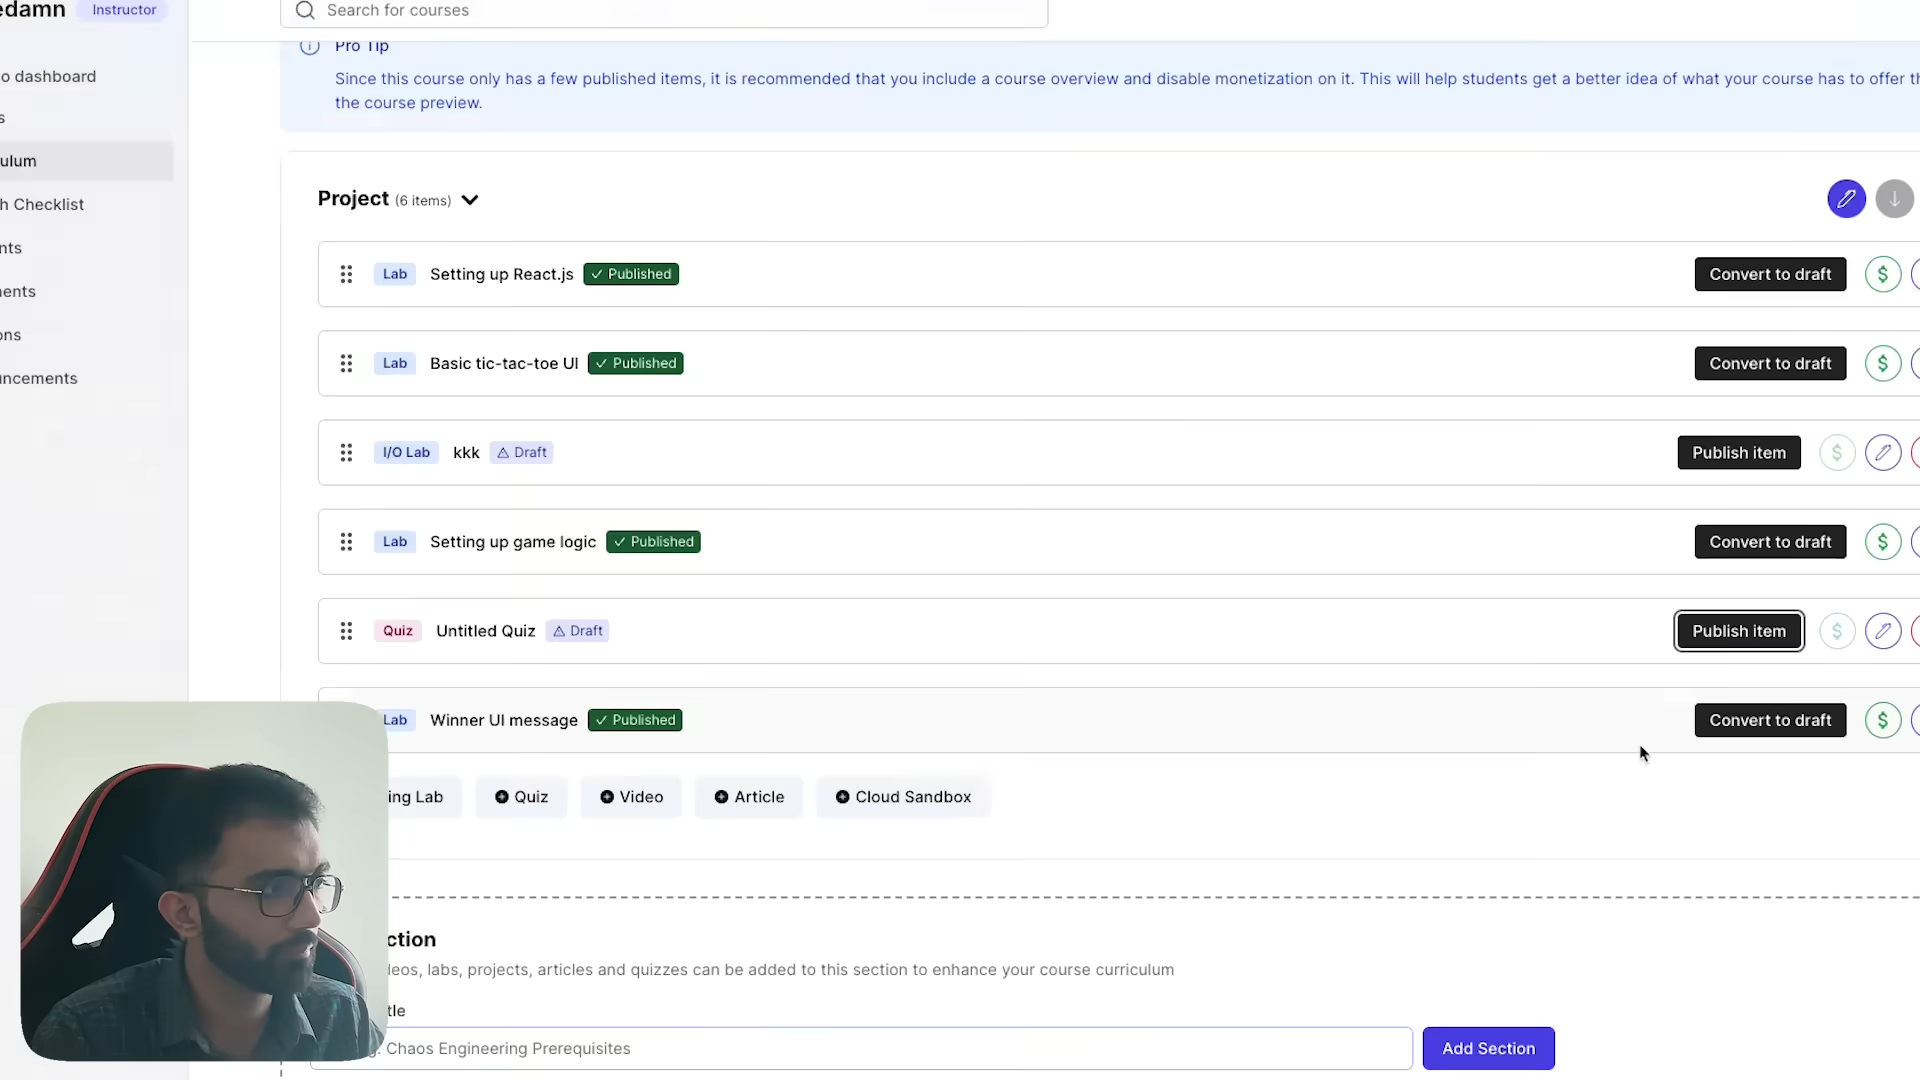 edamn Instructor
Search for courses
o dashboard
s
ulum
h Checklist
nts
nents
ons
uncements
Pro Tip
Since this course only has a few published items, it is recommended that you include a course overview and disable monetization on it. This will help students get a better idea of what your course has to offer th
the course preview.
Project (6 items)
Lab Setting up React.js Published Convert to draft $
Lab Basic tic-tac-toe UI Published Convert to draft $
I/O Lab kkk Draft Publish item $
Lab Setting up game logic Published Convert to draft $
Quiz Untitled Quiz Draft Publish item $
Lab Winner UI message Published Convert to draft $
ing Lab Quiz Video Article Cloud Sandbox
ction
leos, labs, projects, articles and quizzes can be added to this section to enhance your course curriculum
tle
g. Chaos Engineering Prerequisites Add Section